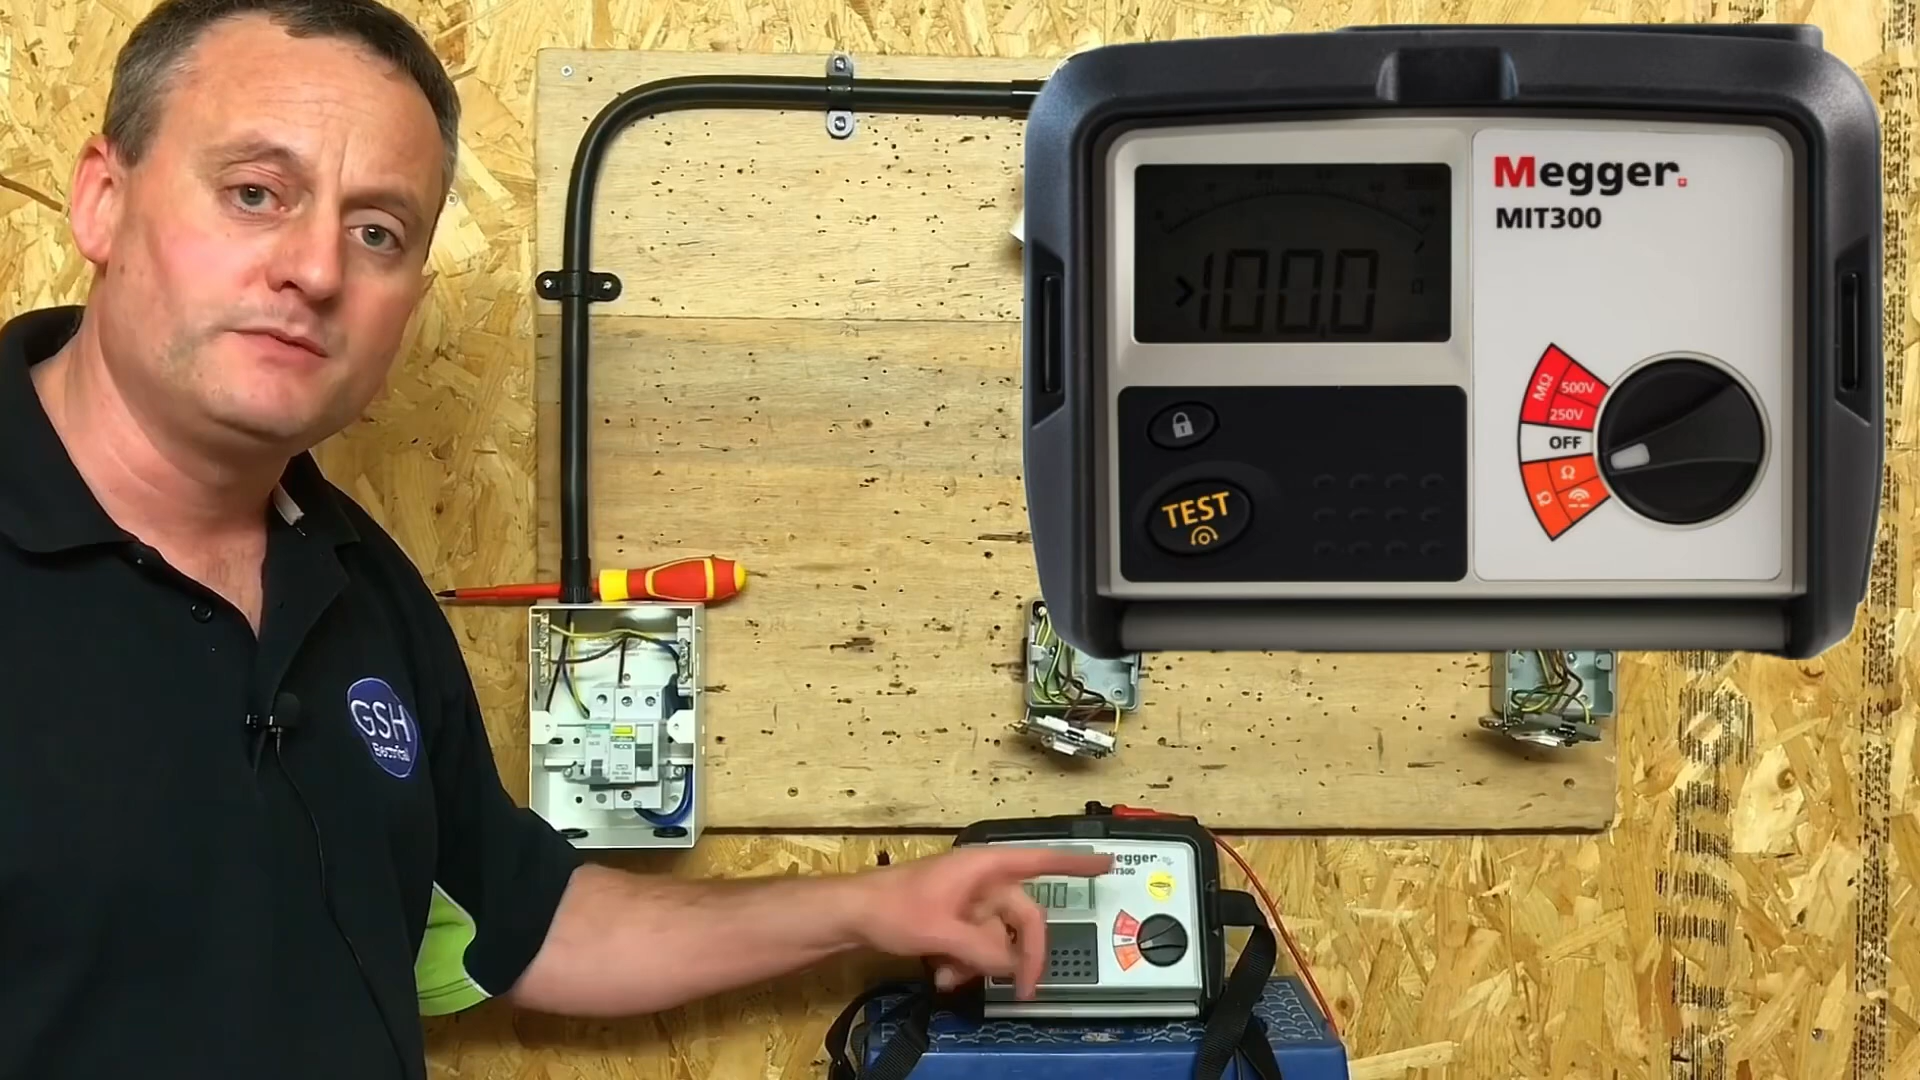 Megger.
MIT300
>100.0
MΩ
500V
250V
OFF
Ω
Ω
TEST
GSH
Electrical
Megger
MIT300